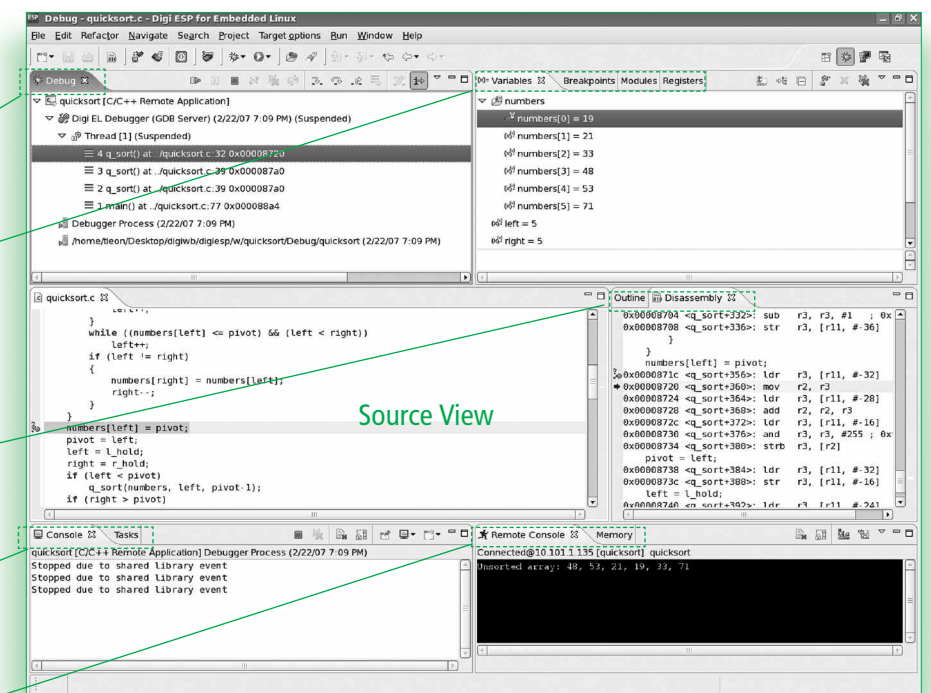 Debug - quicksort.c - Digi ESP for Embedded Linux
File Edit Refactor Navigate Search Project Target options Run Window Help
Debug
quicksort [C/C++ Remote Application]
Digi EL Debugger (GDB Server) (2/22/07 7:09 PM) (Suspended)
Thread [1] (Suspended)
4 q_sort() at ../quicksort.c:32 0x00008720
3 q_sort() at ../quicksort.c:39 0x000087a0
2 q_sort() at ../quicksort.c:39 0x000087a0
1 main() at ../quicksort.c:77 0x000088a4
Debugger Process (2/22/07 7:09 PM)
/home/tleon/Desktop/digiwb/digiesp/w/quicksort/Debug/quicksort (2/22/07 7:09 PM)
Variables Breakpoints Modules Registers
numbers
numbers[0] = 19
numbers[1] = 21
numbers[2] = 33
numbers[3] = 48
numbers[4] = 53
numbers[5] = 71
left = 5
right = 5
quicksort.c
left++;
}
while ((numbers[left] <= pivot) && (left < right))
left++;
if (left != right)
{
numbers[right] = numbers[left];
right--;
}
}
numbers[left] = pivot;
pivot = left;
left = l_hold;
right = r_hold;
if (left < pivot)
q_sort(numbers, left, pivot-1);
if (right > pivot)
Source View
Outline Disassembly
0x00008704 <q_sort+332>: sub r3, r3, #1 ; 0x
0x00008708 <q_sort+336>: str r3, [r11, #-36]
}
}
numbers[left] = pivot;
0x0000871c <q_sort+356>: ldr r3, [r11, #-32]
0x00008720 <q_sort+360>: mov r2, r3
0x00008724 <q_sort+364>: ldr r3, [r11, #-28]
0x00008728 <q_sort+368>: add r2, r2, r3
0x0000872c <q_sort+372>: ldr r3, [r11, #-16]
0x00008730 <q_sort+376>: and r3, r3, #255 ; 0x
0x00008734 <q_sort+380>: strb r3, [r2]
pivot = left;
0x00008738 <q_sort+384>: ldr r3, [r11, #-32]
0x0000873c <q_sort+388>: str r3, [r11, #-16]
left = l_hold;
0x00008740 <q_sort+392>: ldr r3, [r11, #-24]
Console Tasks
quicksort [C/C++ Remote Application] Debugger Process (2/22/07 7:09 PM)
Stopped due to shared library event
Stopped due to shared library event
Stopped due to shared library event
Remote Console Memory
Connected@10.101.1.135 [quicksort] quicksort
Unsorted array: 48, 53, 21, 19, 33, 71